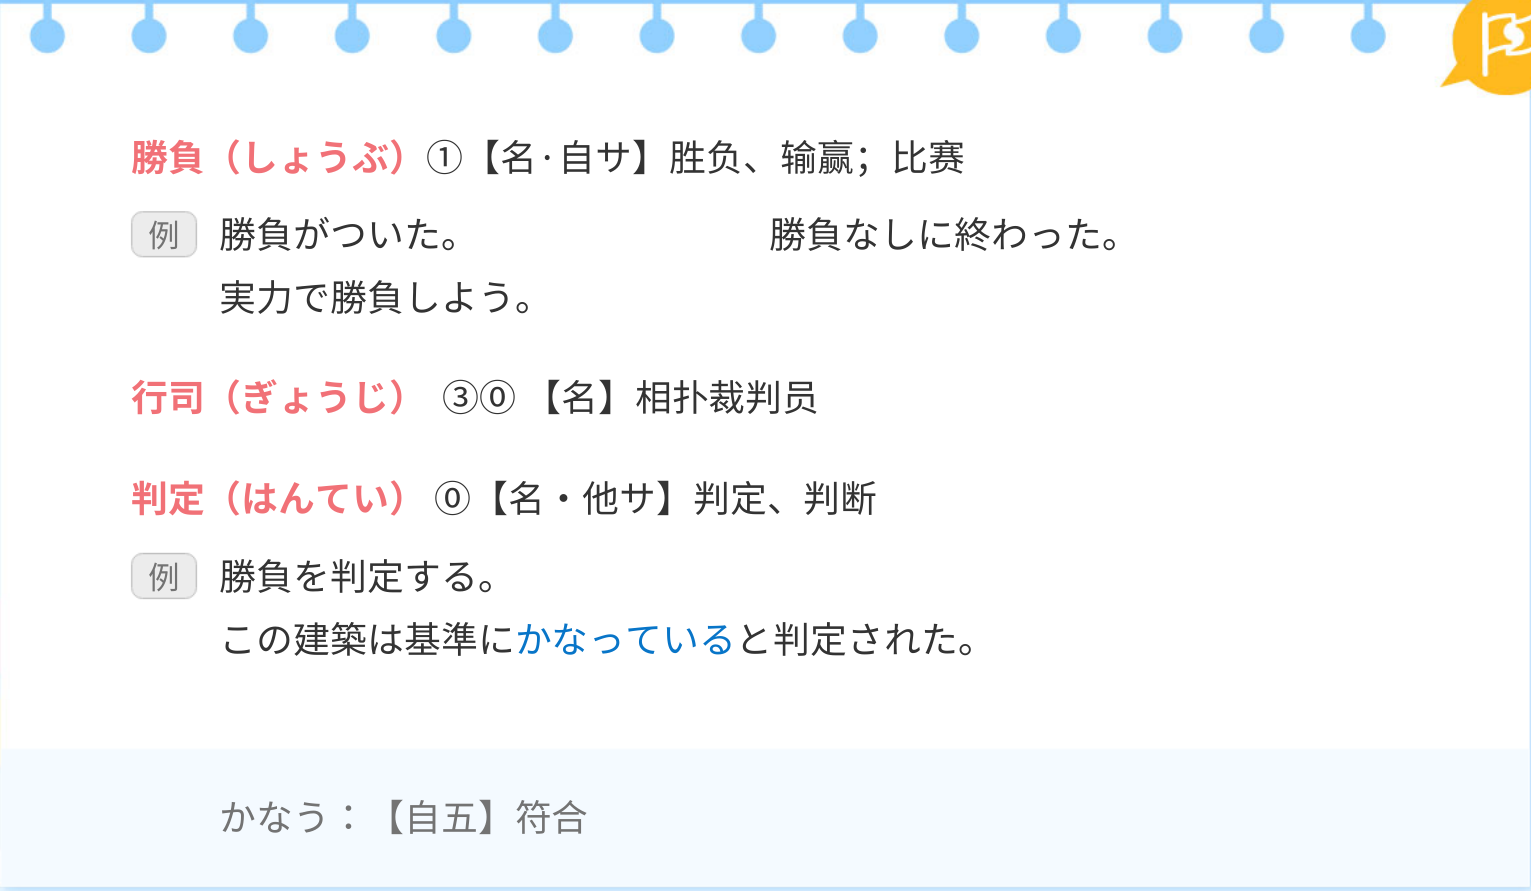 勝負（しょうぶ）①【名·自サ】胜负、输赢；比赛
例 勝負がついた。 勝負なしに終わった。
実力で勝負しよう。
行司（ぎょうじ） ③⓪【名】相扑裁判员
判定（はんてい） ⓪【名・他サ】判定、判断
例 勝負を判定する。
この建築は基準にかなっていると判定された。
かなう：【自五】符合